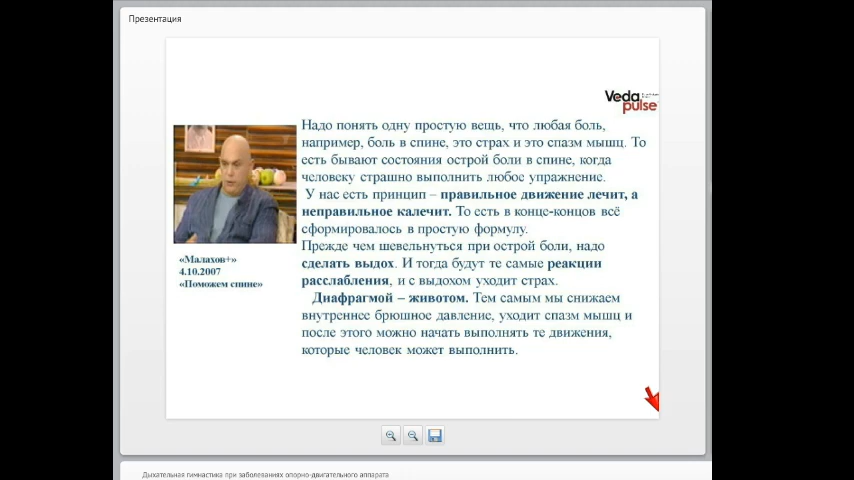 Презентация
Veda
pulse
Надо понять одну простую вещь, что любая боль,
например, боль в спине, это страх и это спазм мышц. То
есть бывают состояния острой боли в спине, когда
человеку страшно выполнить любое упражнение.
У нас есть принцип – правильное движение лечит, а
неправильное калечит. То есть в конце-концов всё
сформировалось в простую формулу.
Прежде чем шевельнуться при острой боли, надо
сделать выдох. И тогда будут те самые реакции
расслабления, и с выдохом уходит страх.
Диафрагмой – животом. Тем самым мы снижаем
внутреннее брюшное давление, уходит спазм мышц и
после этого можно начать выполнять те движения,
которые человек может выполнить.
«Малахов+»
4.10.2007
«Поможем спине»
Дыхательная гимнастика при заболеваниях опорно-двигательного аппарата